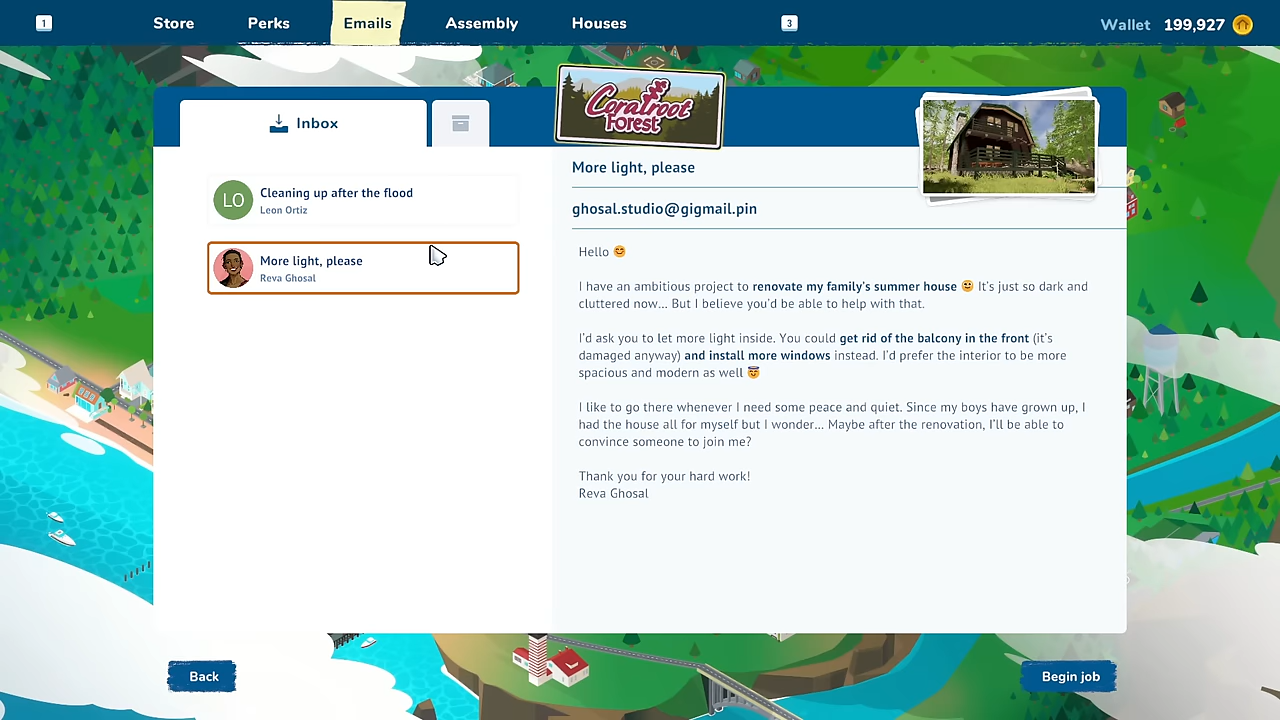 1
Store
Perks
Emails
Assembly
Houses
3
Wallet 199,927
Inbox
Coralroot
Forest
LO
Cleaning up after the flood
Leon Ortiz
More light, please
Reva Ghosal
More light, please
ghosal.studio@gigmail.pin
Hello 😊
I have an ambitious project to renovate my family's summer house 😊 It's just so dark and
cluttered now... But I believe you'd be able to help with that.
I'd ask you to let more light inside. You could get rid of the balcony in the front (it's
damaged anyway) and install more windows instead. I'd prefer the interior to be more
spacious and modern as well 😇
I like to go there whenever I need some peace and quiet. Since my boys have grown up, I
had the house all for myself but I wonder... Maybe after the renovation, I'll be able to
convince someone to join me?
Thank you for your hard work!
Reva Ghosal
Back
Begin job